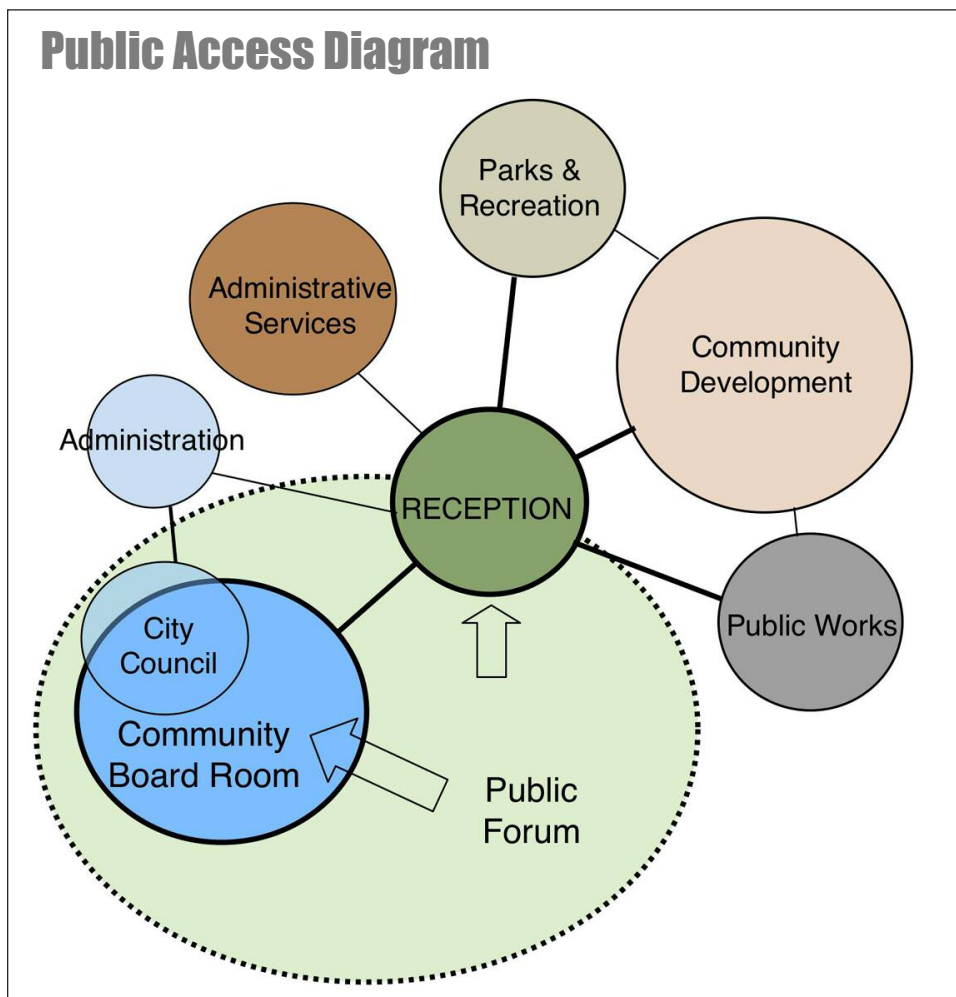 Public Access Diagram
Parks &
Recreation
Administrative
Services
Community
Development
Administration
RECEPTION
City
Council
Public Works
Community
Board Room
Public
Forum